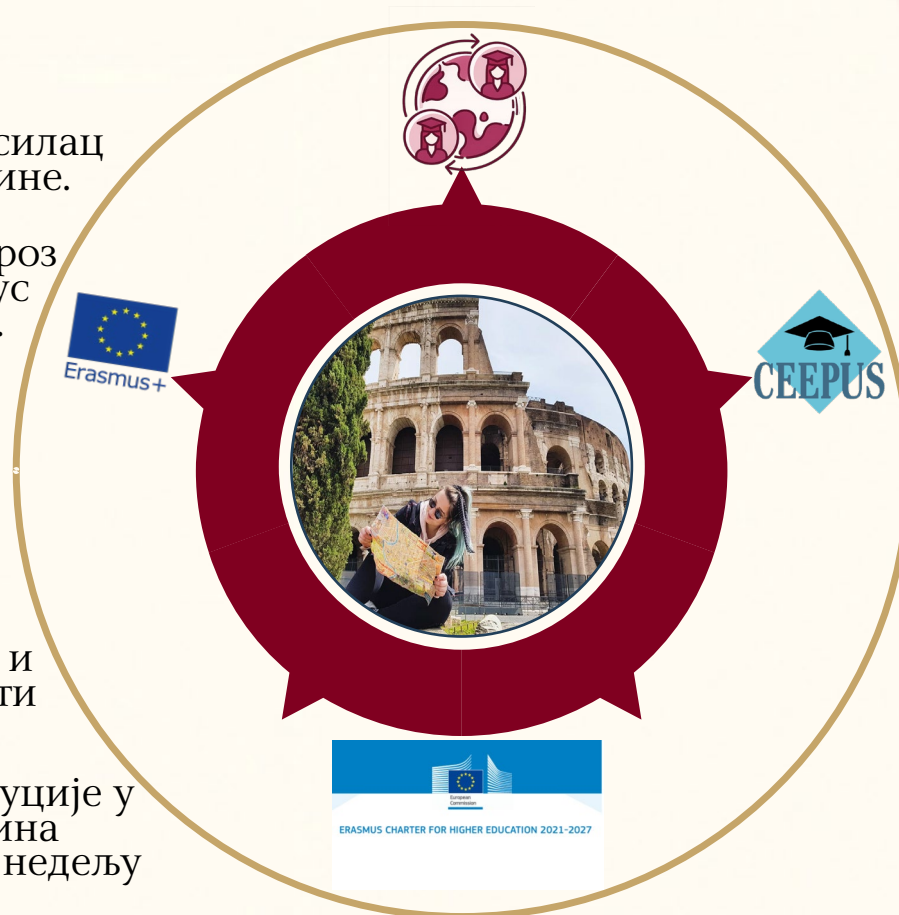 силац
ине.
роз
ус
.
Erasmus+
CEEPUS
и
ти
уције у
ина
недељу
European
Commission
ERASMUS CHARTER FOR HIGHER EDUCATION 2021-2027